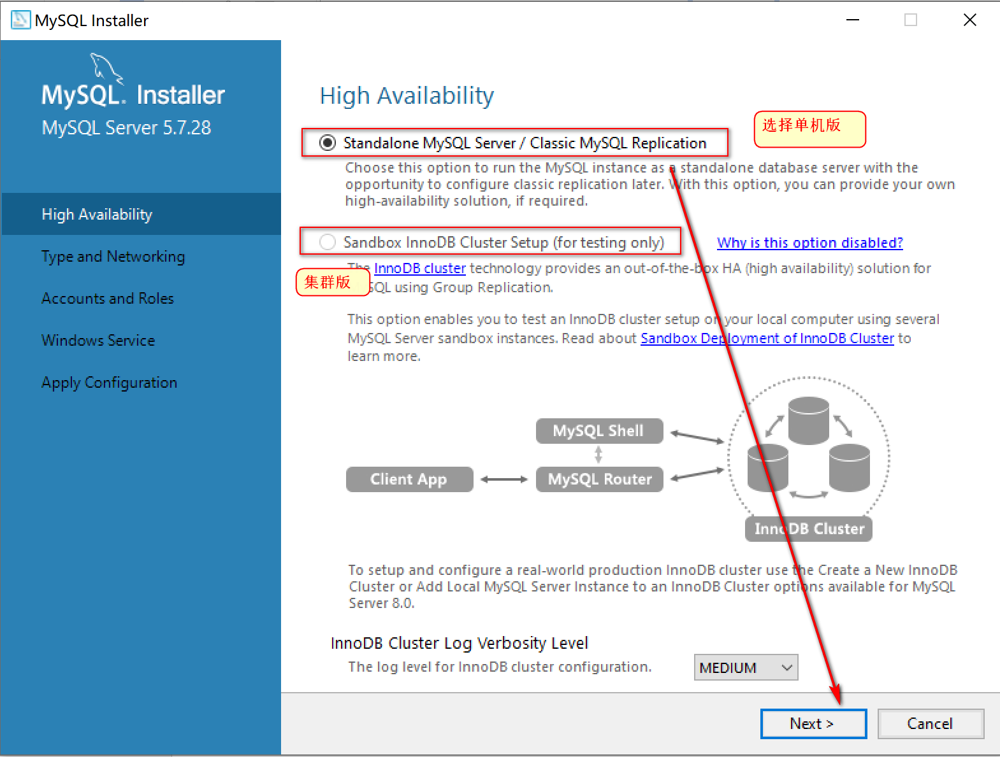 MySQL Installer
MySQL. Installer
MySQL Server 5.7.28
High Availability
Type and Networking
Accounts and Roles
Windows Service
Apply Configuration
High Availability
选择单机版
Standalone MySQL Server / Classic MySQL Replication
Choose this option to run the MySQL instance as a standalone database server with the
opportunity to configure classic replication later. With this option, you can provide your own
high-availability solution, if required.
Sandbox InnoDB Cluster Setup (for testing only)
Why is this option disabled?
The InnoDB cluster technology provides an out-of-the-box HA (high availability) solution for
集群版
SQL using Group Replication.
This option enables you to test an InnoDB cluster setup on your local computer using several
MySQL Server sandbox instances. Read about Sandbox Deployment of InnoDB Cluster to
learn more.
MySQL Shell
Client App
MySQL Router
InnoDB Cluster
To setup and configure a real-world production InnoDB cluster use the Create a New InnoDB
Cluster or Add Local MySQL Server Instance to an InnoDB Cluster options available for MySQL
Server 8.0.
InnoDB Cluster Log Verbosity Level
The log level for InnoDB cluster configuration.
MEDIUM
Next >
Cancel